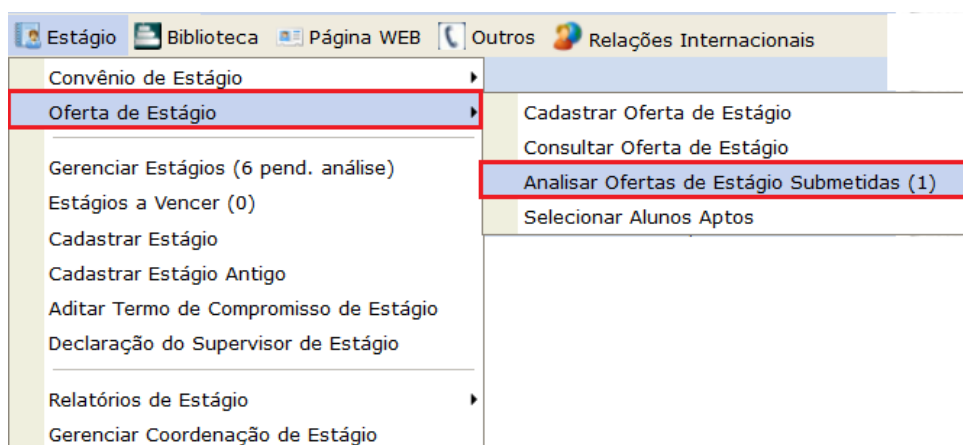 Estágio Biblioteca Página WEB Outros Relações Internacionais
Convênio de Estágio
Oferta de Estágio
Cadastrar Oferta de Estágio
Consultar Oferta de Estágio
Analisar Ofertas de Estágio Submetidas (1)
Selecionar Alunos Aptos
Gerenciar Estágios (6 pend. análise)
Estágios a Vencer (0)
Cadastrar Estágio
Cadastrar Estágio Antigo
Aditar Termo de Compromisso de Estágio
Declaração do Supervisor de Estágio
Relatórios de Estágio
Gerenciar Coordenação de Estágio